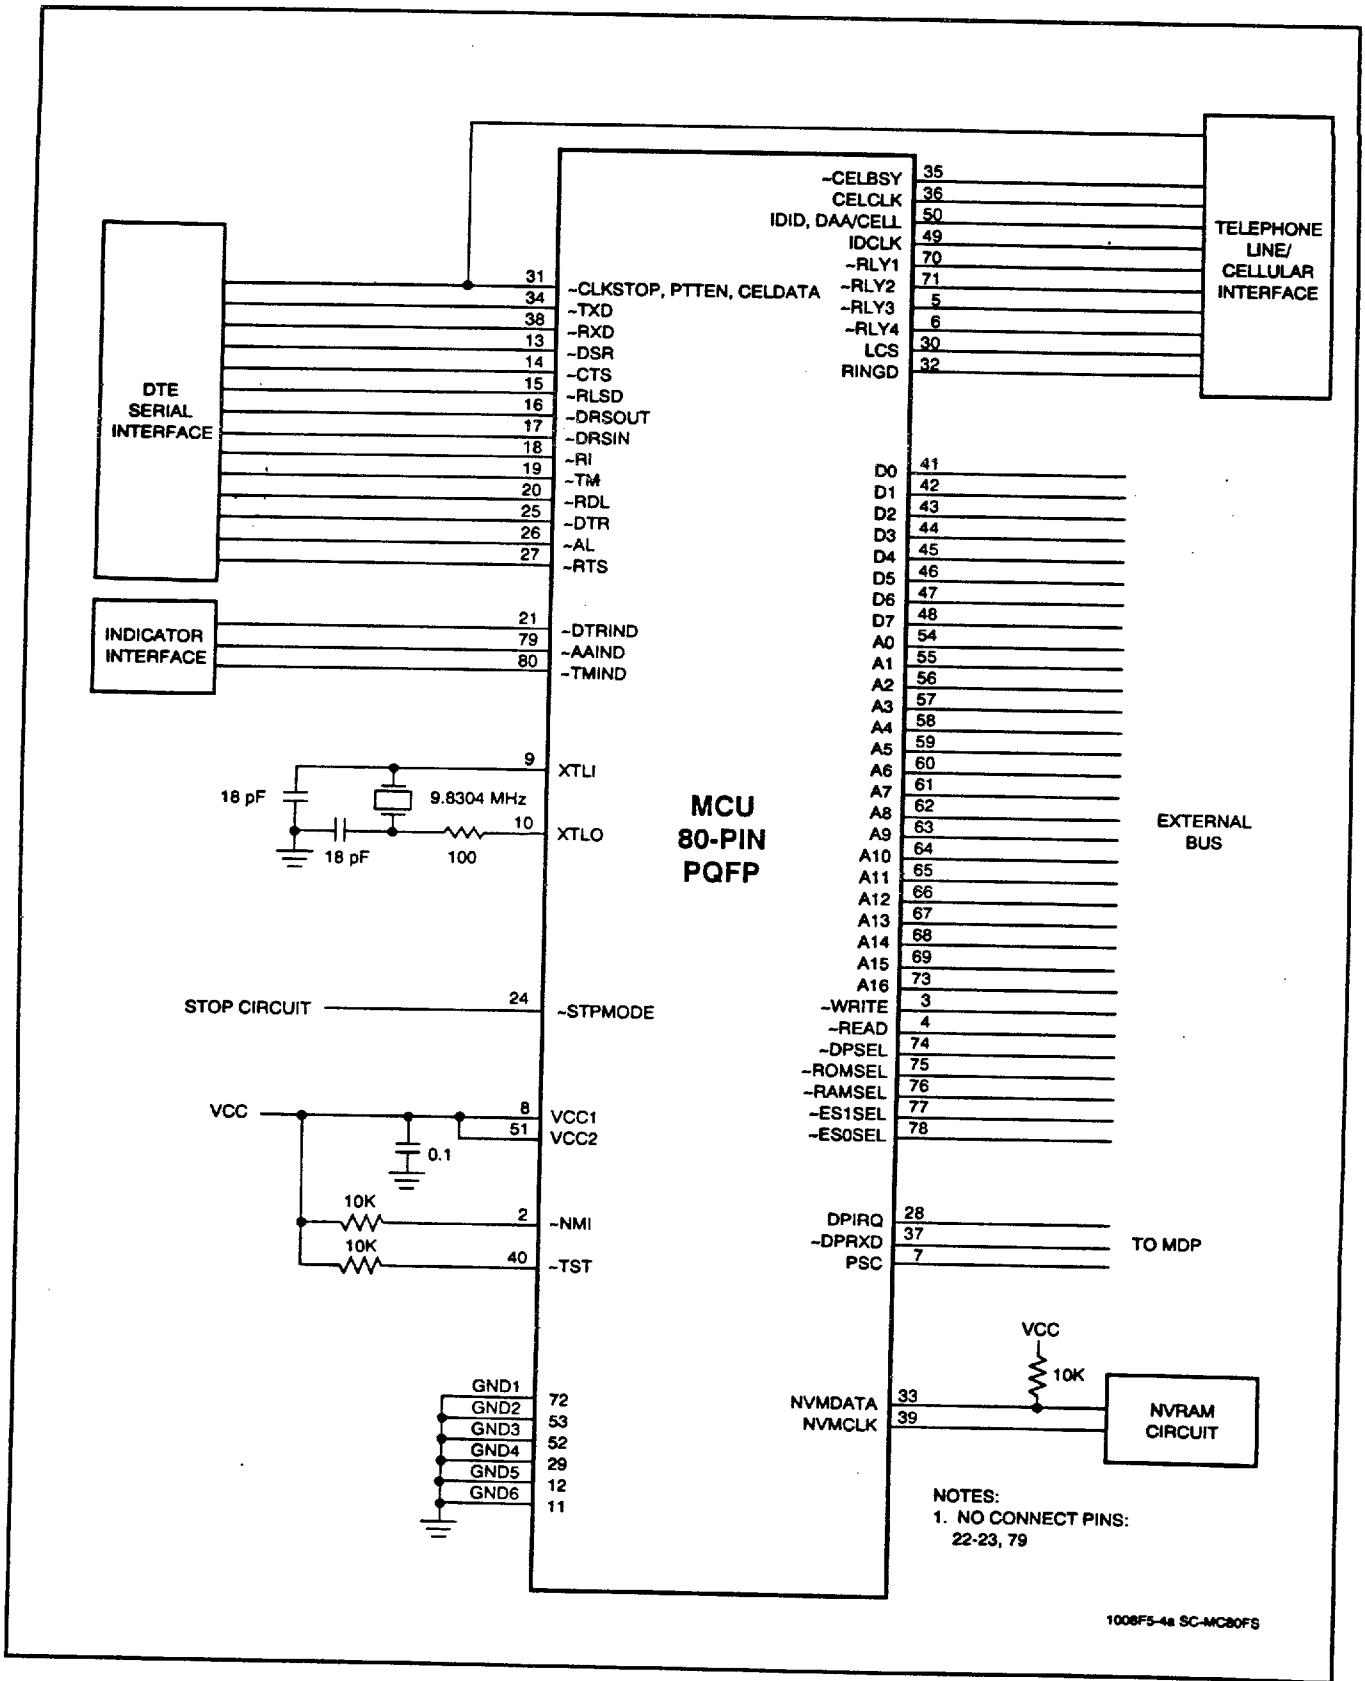 DTE
SERIAL
INTERFACE
31 ~CLKSTOP, PTTEN, CELDATA
34 ~TXD
38 ~RXD
13 ~DSR
14 ~CTS
15 ~RLSD
16 ~DRSOUT
17 ~DRSIN
18 ~RI
19 ~TM
20 ~RDL
25 ~DTR
26 ~AL
27 ~RTS
INDICATOR
INTERFACE
21 ~DTRIND
79 ~AAIND
80 ~TMIND
9 XTLI
18 pF
9.8304 MHz
10 XTLO
18 pF
100
STOP CIRCUIT
24 ~STPMODE
VCC
8 VCC1
51 VCC2
0.1
10K
2 ~NMI
10K
40 ~TST
GND1 72
GND2 53
GND3 52
GND4 29
GND5 12
GND6 11
MCU
80-PIN
PQFP
~CELBSY 35
CELCLK 36
IDID, DAA/CELL 50
IDCLK 49
~RLY1 70
~RLY2 71
~RLY3 5
~RLY4 6
LCS 30
RINGD 32
TELEPHONE
LINE/
CELLULAR
INTERFACE
D0 41
D1 42
D2 43
D3 44
D4 45
D5 46
D6 47
D7 48
A0 54
A1 55
A2 56
A3 57
A4 58
A5 59
A6 60
A7 61
A8 62
A9 63
A10 64
A11 65
A12 66
A13 67
A14 68
A15 69
A16 73
~WRITE 3
~READ 4
~DPSEL 74
~ROMSEL 75
~RAMSEL 76
~ES1SEL 77
~ES0SEL 78
EXTERNAL
BUS
DPIRQ 28
~DPRXD 37
PSC 7
TO MDP
VCC
10K
NVMDATA 33
NVMCLK 39
NVRAM
CIRCUIT
NOTES:
1. NO CONNECT PINS:
22-23, 79
1008F5-4a SC-MC80FS